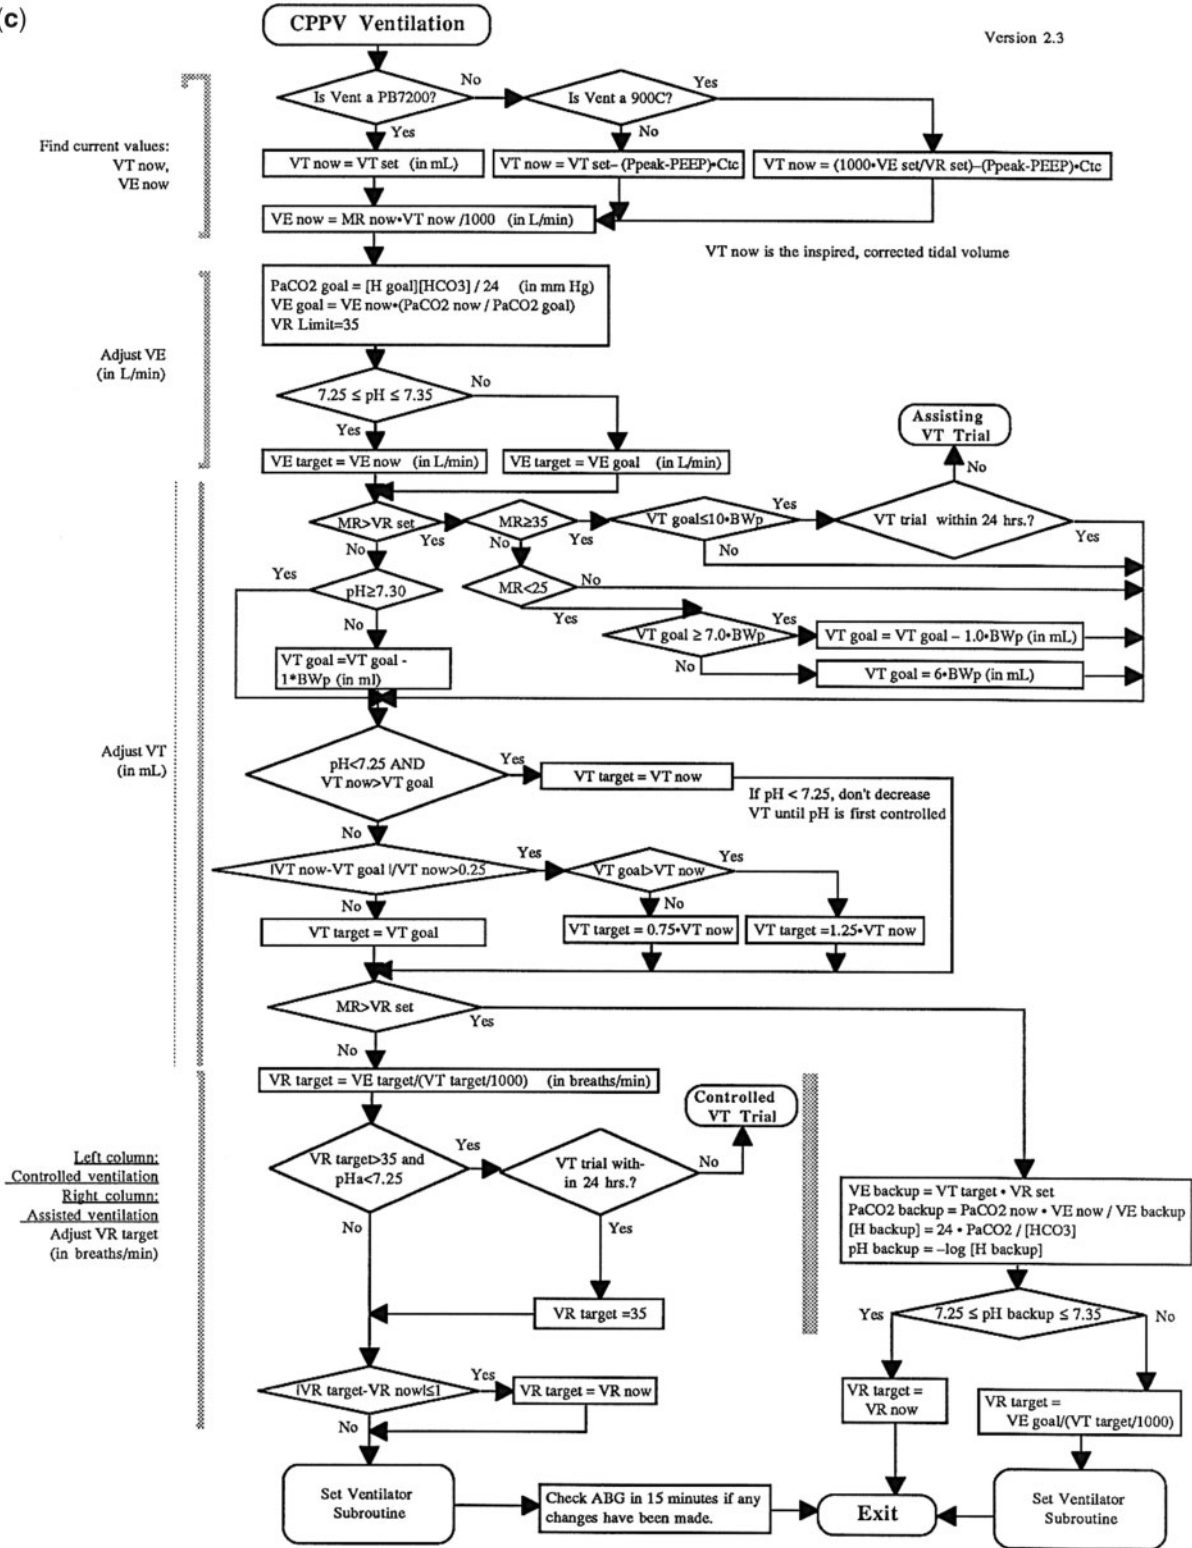 (c)
CPPV Ventilation
Version 2.3
Is Vent a PB7200?
No
Is Vent a 900C?
Yes
Yes
No
Find current values:
VT now,
VE now
VT now = VT set (in mL)
VT now = VT set– (Ppeak-PEEP)•Ctc
VT now = (1000•VE set/VR set)–(Ppeak-PEEP)•Ctc
VE now = MR now•VT now /1000 (in L/min)
VT now is the inspired, corrected tidal volume
PaCO2 goal = [H goal][HCO3] / 24 (in mm Hg)
VE goal = VE now•(PaCO2 now / PaCO2 goal)
VR Limit=35
Adjust VE
(in L/min)
7.25 ≤ pH ≤ 7.35
No
Yes
VE target = VE now (in L/min)
VE target = VE goal (in L/min)
Assisting
VT Trial
No
MR>VR set
Yes
No
MR≥35
Yes
No
VT goal≤10•BWp
Yes
No
VT trial within 24 hrs.?
Yes
pH≥7.30
Yes
No
MR<25
No
Yes
VT goal ≥ 7.0•BWp
Yes
No
VT goal = VT goal – 1.0•BWp (in mL)
VT goal = 6•BWp (in mL)
VT goal =VT goal -
1*BWp (in ml)
Adjust VT
(in mL)
pH<7.25 AND
VT now>VT goal
Yes
No
VT target = VT now
If pH < 7.25, don't decrease
VT until pH is first controlled
|VT now-VT goal |/VT now>0.25
Yes
No
VT goal>VT now
Yes
No
VT target = VT goal
VT target = 0.75•VT now
VT target =1.25•VT now
MR>VR set
Yes
No
VR target = VE target/(VT target/1000) (in breaths/min)
Controlled
VT Trial
Left column:
Controlled ventilation
Right column:
Assisted ventilation
Adjust VR target
(in breaths/min)
VR target>35 and
pHa<7.25
Yes
No
VT trial with-
in 24 hrs.?
No
Yes
VR target =35
VE backup = VT target • VR set
PaCO2 backup = PaCO2 now • VE now / VE backup
[H backup] = 24 • PaCO2 / [HCO3]
pH backup = –log [H backup]
7.25 ≤ pH backup ≤ 7.35
Yes
No
|VR target-VR now|≤1
Yes
No
VR target = VR now
VR target =
VR now
VR target =
VE goal/(VT target/1000)
Set Ventilator
Subroutine
Check ABG in 15 minutes if any
changes have been made.
Exit
Set Ventilator
Subroutine